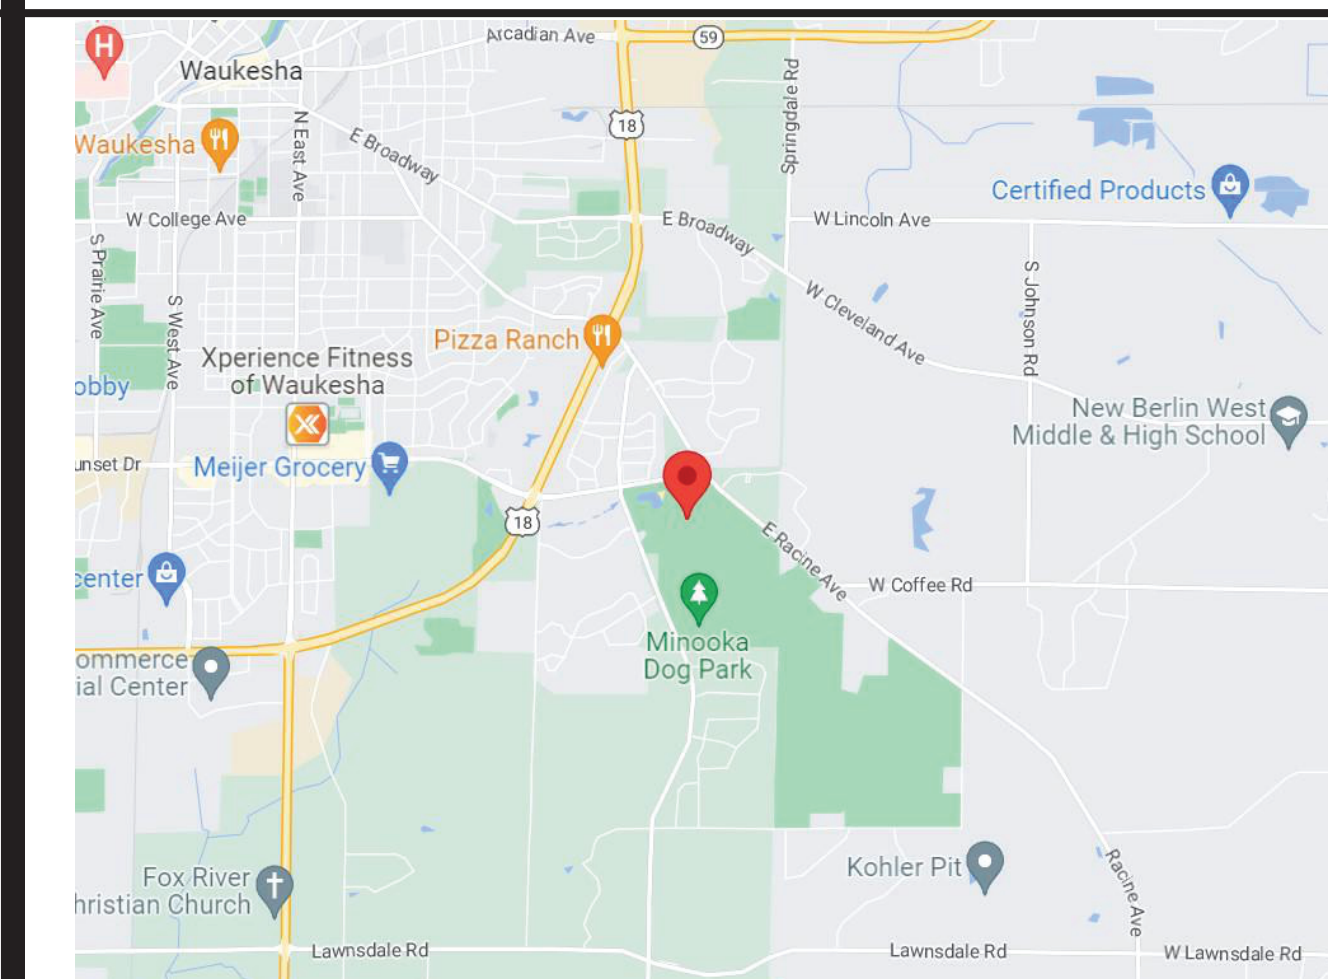 H
Arcadian Ave
59
Waukesha
18
Springdale Rd
N East Ave
E Broadway
Waukesha
Certified Products
W College Ave
E Broadway
W Lincoln Ave
S Prairie Ave
S West Ave
S Johnson Rd
W Cleveland Ave
Pizza Ranch
Xperience Fitness
of Waukesha
obby
New Berlin West
Middle & High School
unset Dr
Meijer Grocery
18
E Racine Ave
center
W Coffee Rd
Minooka
Dog Park
ommerce
ial Center
Kohler Pit
Racine Ave
Fox River
hristian Church
Lawnsdale Rd
Lawnsdale Rd
W Lawnsdale Rd